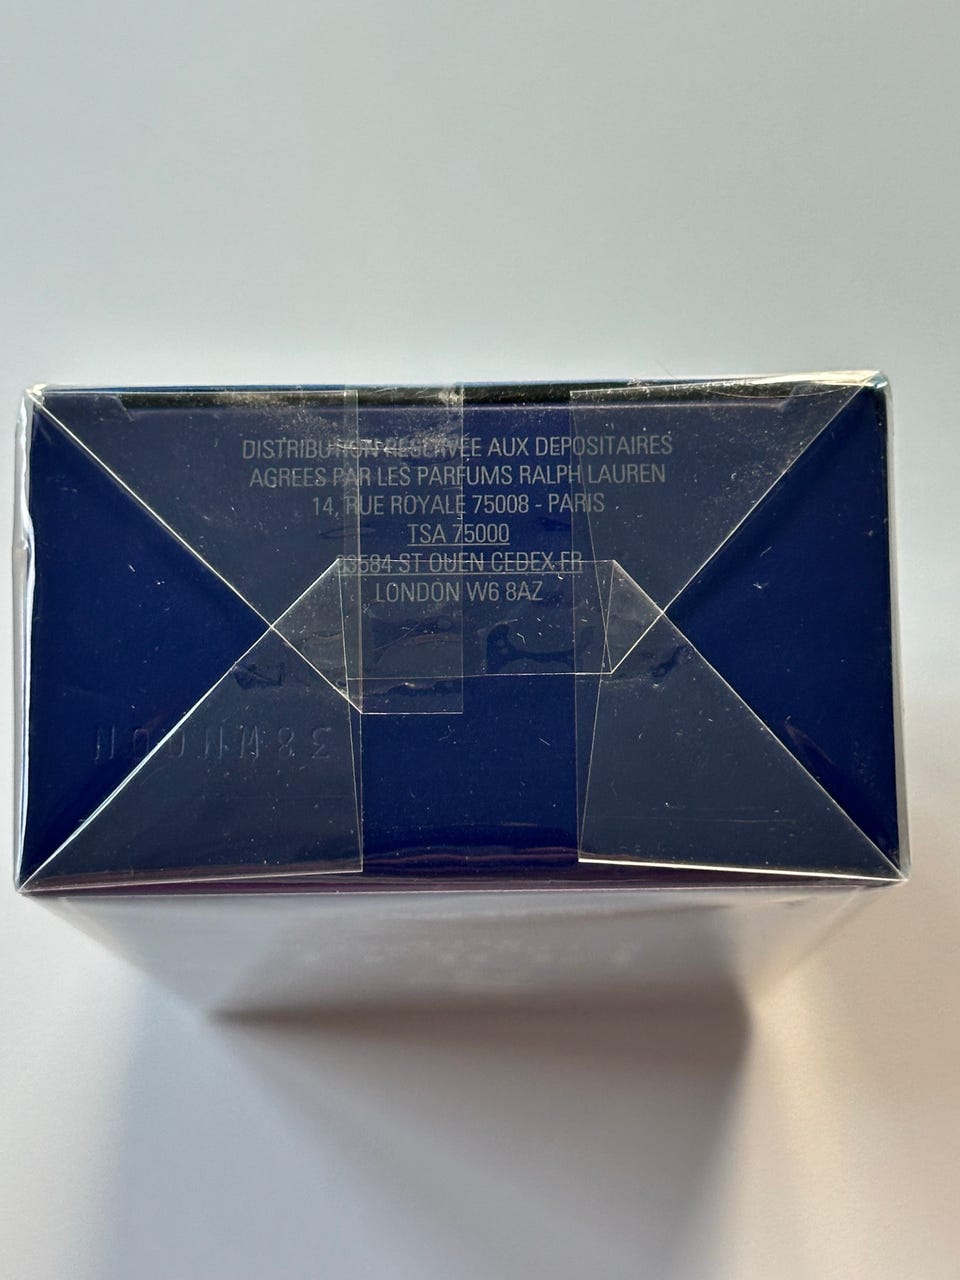 DISTRIBUTION RESERVÉE AUX DEPOSITAIRES
AGREES PAR LES PARFUMS RALPH LAUREN
14, RUE ROYALE 75008 - PARIS
TSA 75000
93584 ST OUEN CEDEX FR
LONDON W6 8AZ